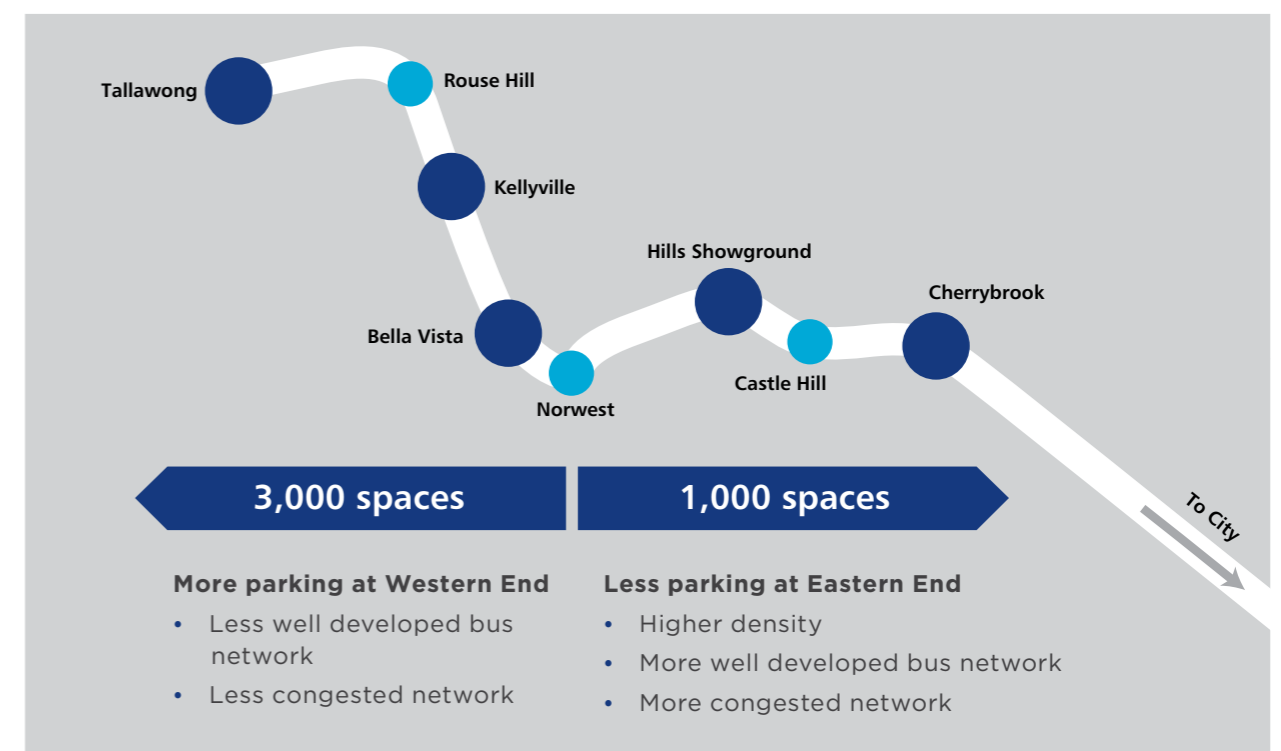 Tallawong
Rouse Hill
Kellyville
Hills Showground
Cherrybrook
Bella Vista
Castle Hill
Norwest
To City
3,000 spaces
1,000 spaces
More parking at Western End
• Less well developed bus
network
• Less congested network
Less parking at Eastern End
• Higher density
• More well developed bus network
• More congested network